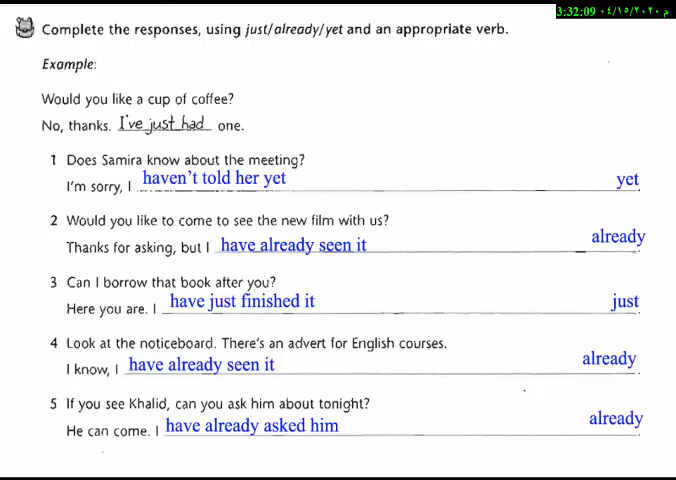 3:32:09 ٠٤/١٥/٢٠٢٠ م
Complete the responses, using just/already/yet and an appropriate verb.
Example:
Would you like a cup of coffee?
No, thanks. I've just had one.
1 Does Samira know about the meeting?
I'm sorry, I haven't told her yet yet
2 Would you like to come to see the new film with us?
Thanks for asking, but I have already seen it already
3 Can I borrow that book after you?
Here you are. I have just finished it just
4 Look at the noticeboard. There's an advert for English courses.
I know, I have already seen it already
5 If you see Khalid, can you ask him about tonight?
He can come. I have already asked him already